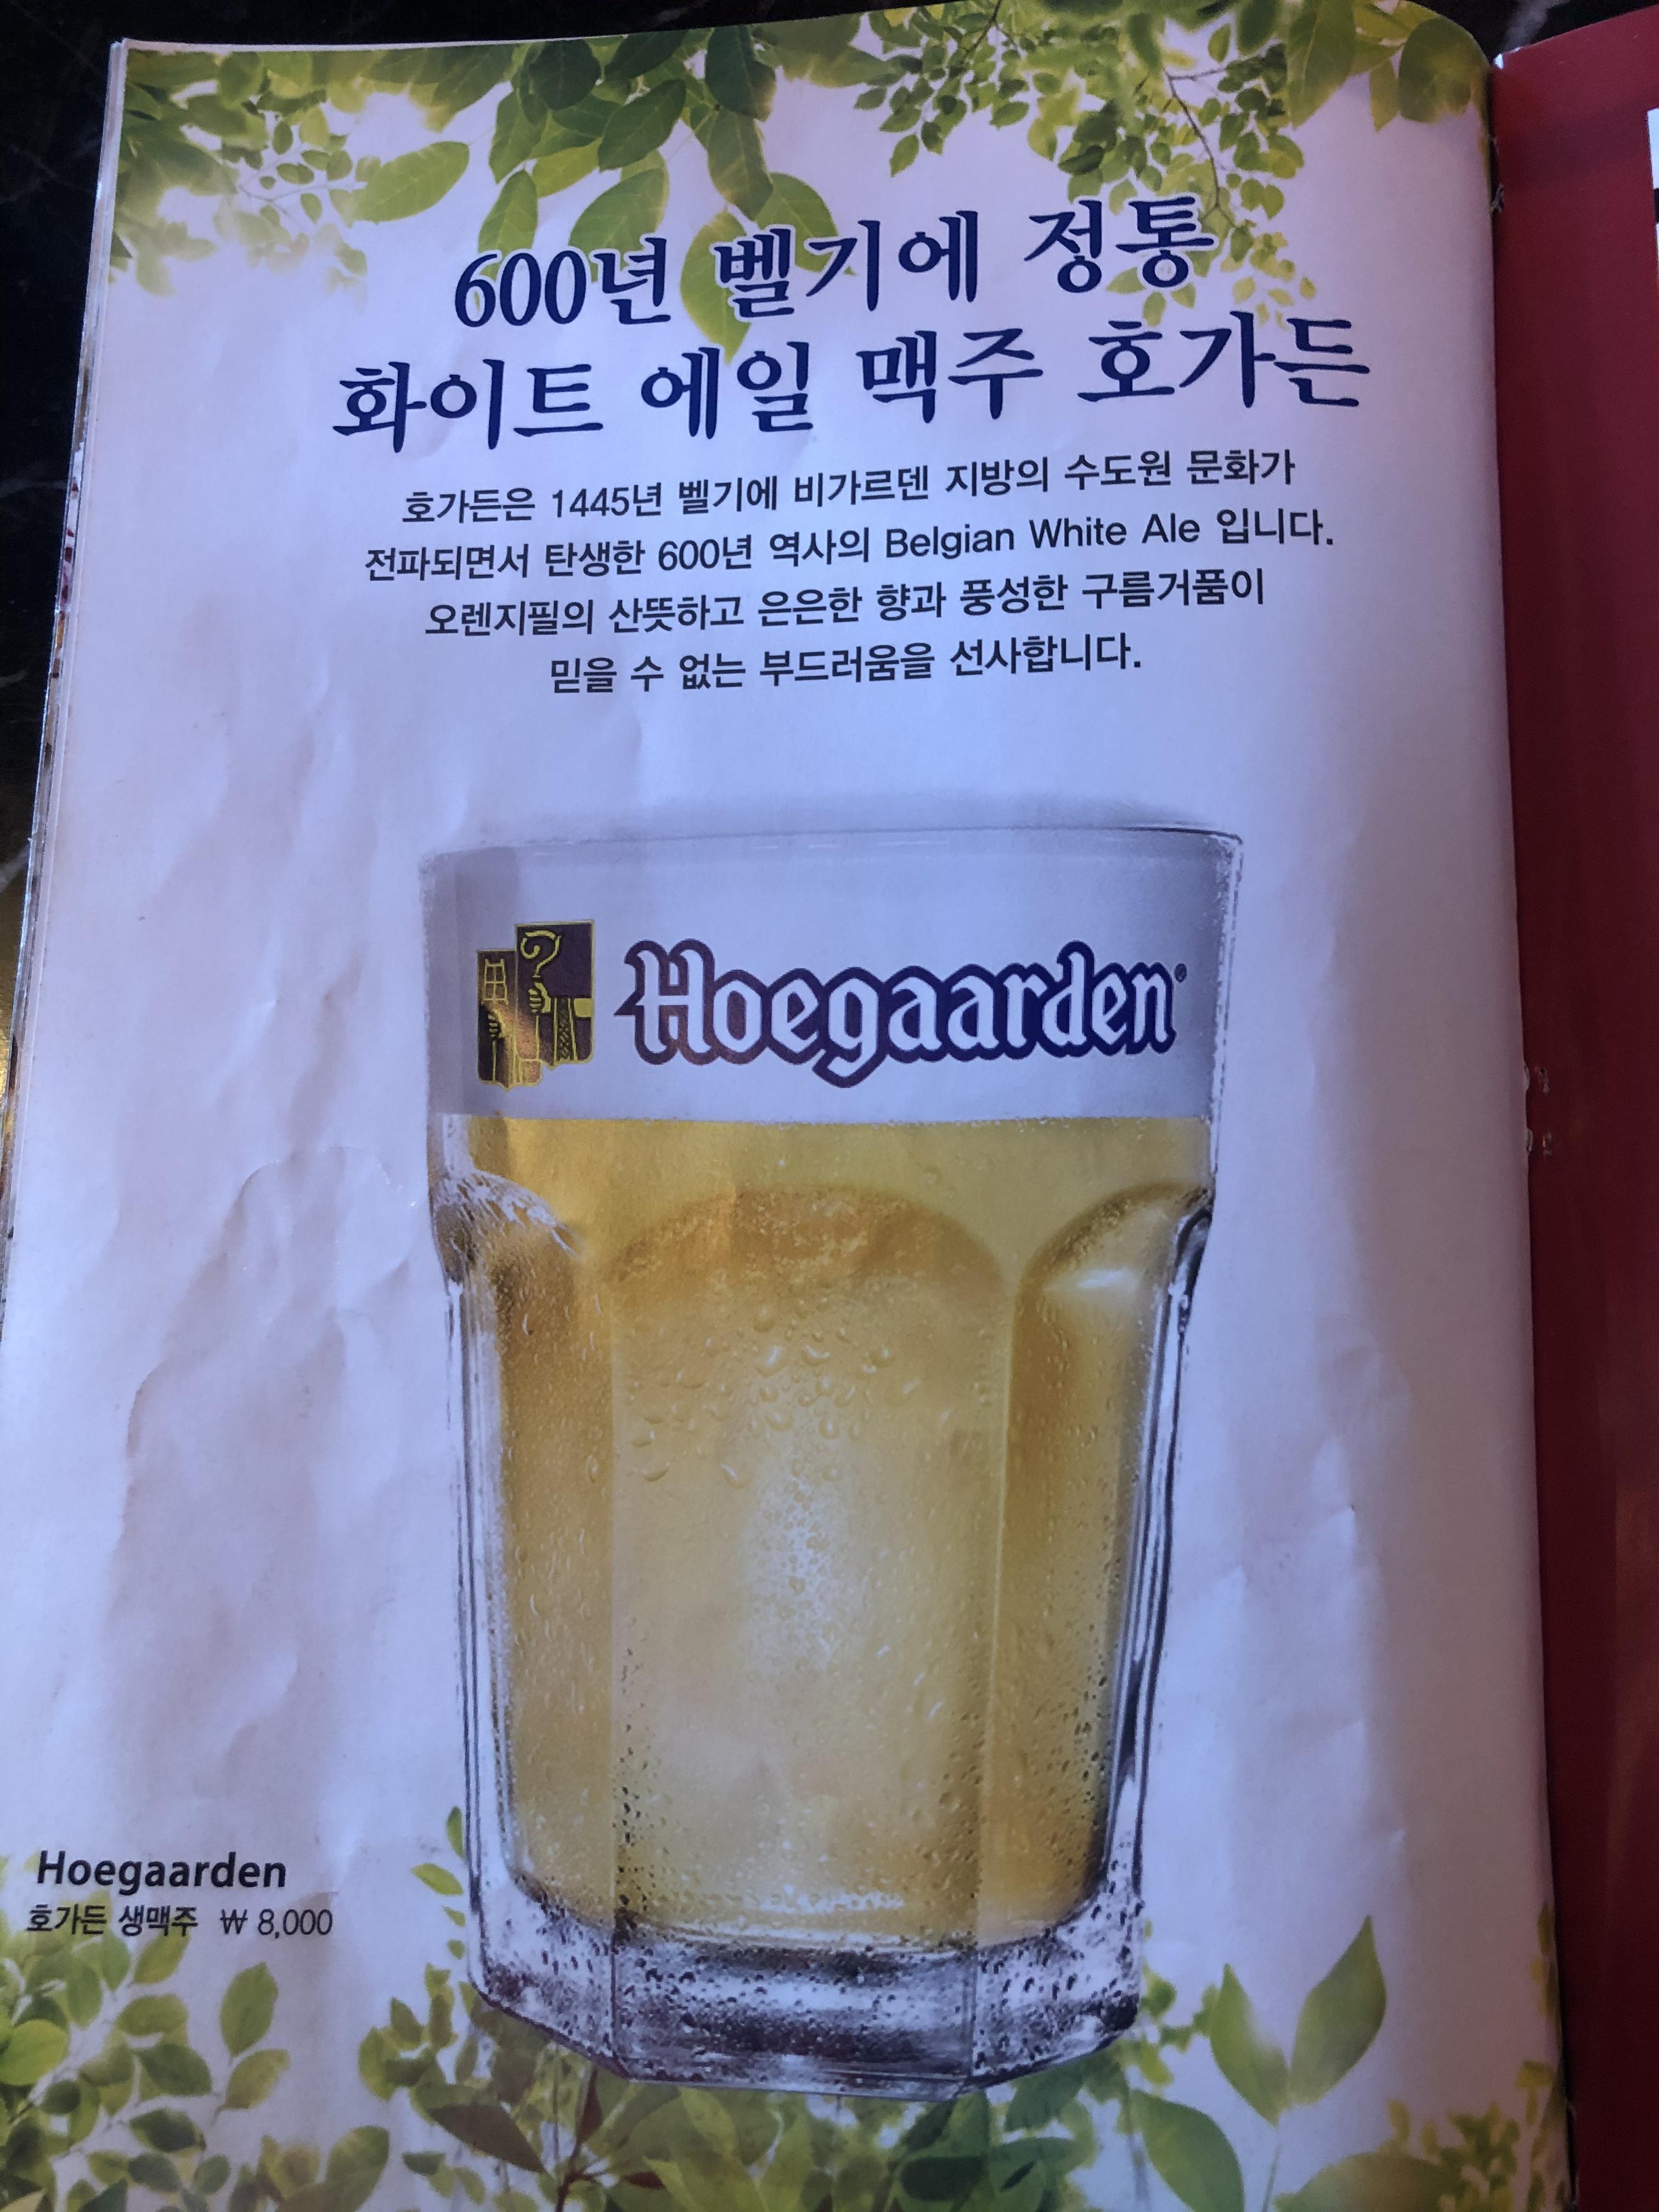 600년 벨기에 정통
화이트 에일 맥주 호가든
호가든은 1445년 벨기에 비가르덴 지방의 수도원 문화가
전파되면서 탄생한 600년 역사의 Belgian White Ale 입니다.
오렌지필의 산뜻하고 은은한 향과 풍성한 구름거품이
믿을 수 없는 부드러움을 선사합니다.
Hoegaarden®
Hoegaarden
호가든 생맥주 ₩ 8,000